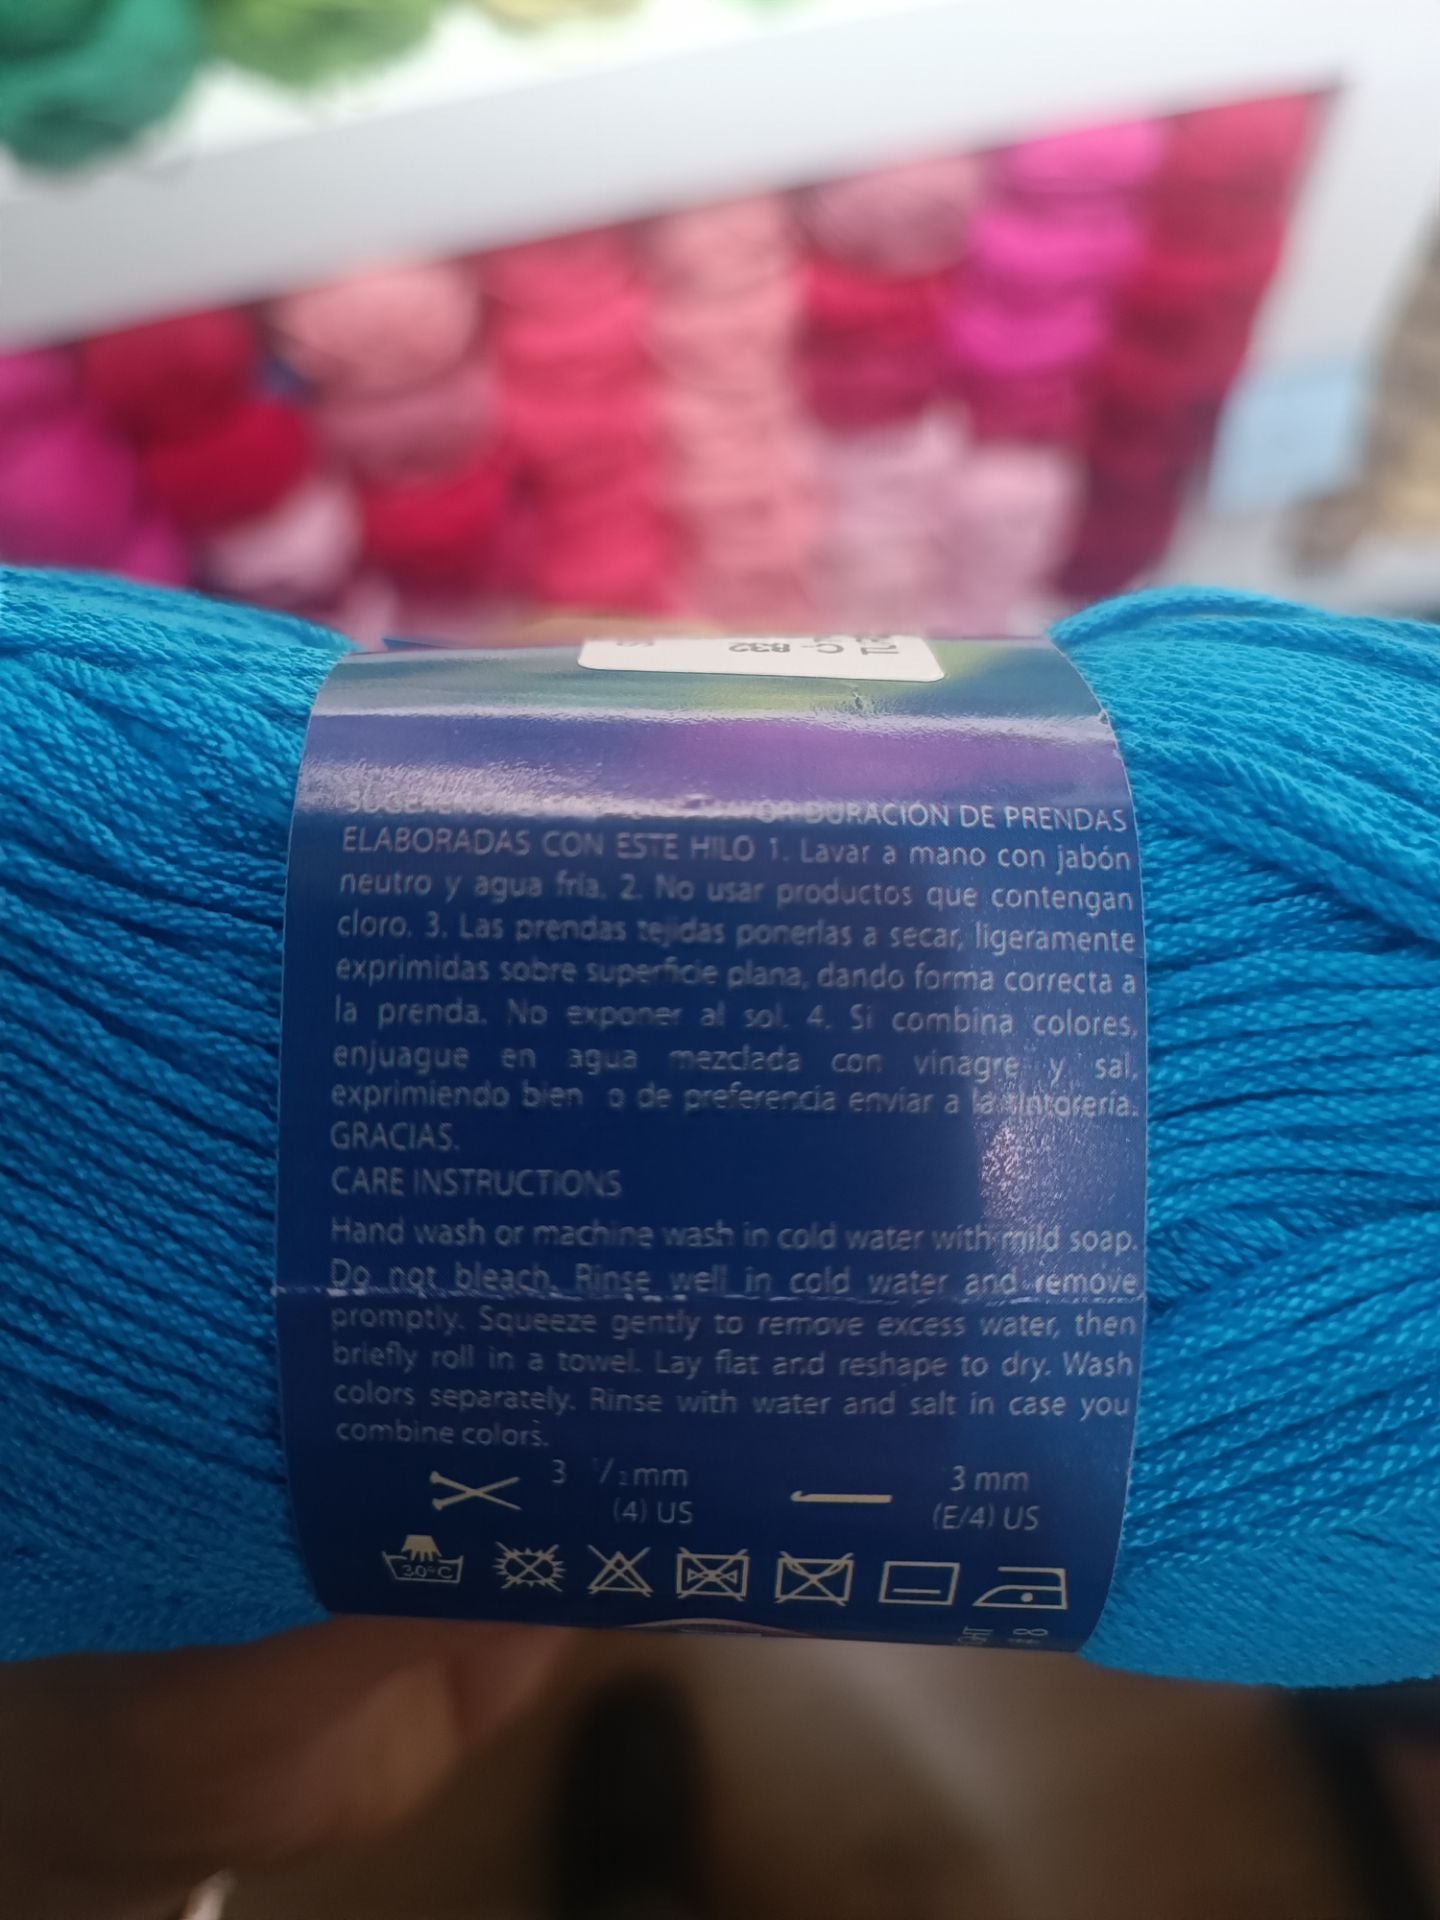 C- 832
DURACIÓN DE PRENDAS
ELABORADAS CON ESTE HILO 1. Lavar a mano con jabón
neutro y agua fría. 2. No usar productos que contengan
cloro. 3. Las prendas tejidas ponerlas a secar, ligeramente
exprimidas sobre superficie plana, dando forma correcta a
la prenda. No exponer al sol. 4. Si combina colores,
enjuague en agua mezclada con vinagre y sal,
exprimiendo bien o de preferencia enviar a la tintorería.
GRACIAS.
CARE INSTRUCTIONS
Hand wash or machine wash in cold water with mild soap.
Do not bleach. Rinse well in cold water and remove
promptly. Squeeze gently to remove excess water, then
briefly roll in a towel. Lay flat and reshape to dry. Wash
colors separately. Rinse with water and salt in case you
combine colors.
3 1/2 mm
(4) US
3 mm
(E/4) US
30°C